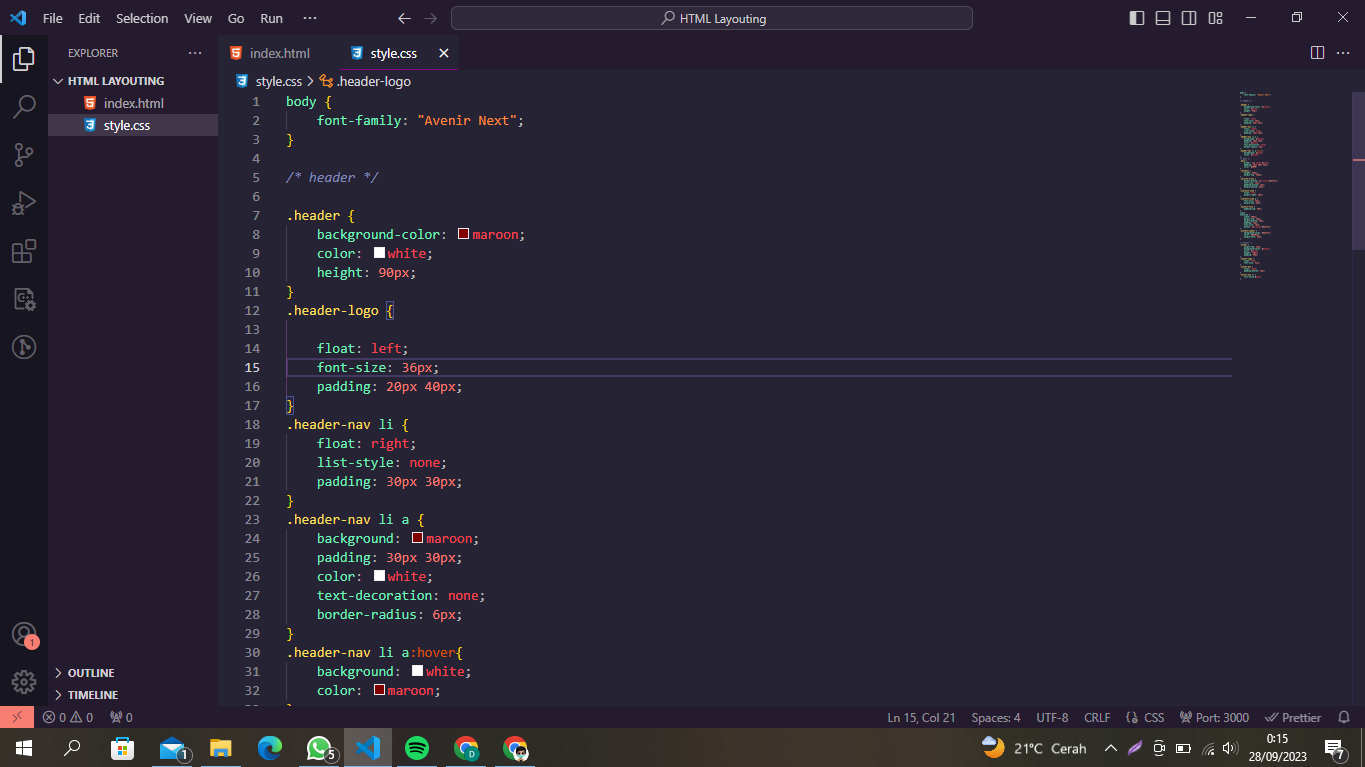 File Edit Selection View Go Run ···
HTML Layouting
EXPLORER
HTML LAYOUTING
index.html
style.css
OUTLINE
TIMELINE
index.html style.css
style.css > .header-logo
1 body {
2 font-family: "Avenir Next";
3 }
4
5 /* header */
6
7 .header {
8 background-color: maroon;
9 color: white;
10 height: 90px;
11 }
12 .header-logo {
13
14 float: left;
15 font-size: 36px;
16 padding: 20px 40px;
17 }
18 .header-nav li {
19 float: right;
20 list-style: none;
21 padding: 30px 30px;
22 }
23 .header-nav li a {
24 background: maroon;
25 padding: 30px 30px;
26 color: white;
27 text-decoration: none;
28 border-radius: 6px;
29 }
30 .header-nav li a:hover{
31 background: white;
32 color: maroon;
1
0 0 0 Ln 15, Col 21 Spaces: 4 UTF-8 CRLF {} CSS Port: 3000 Prettier
1 5 D 21°C Cerah 0:15
28/09/2023 7